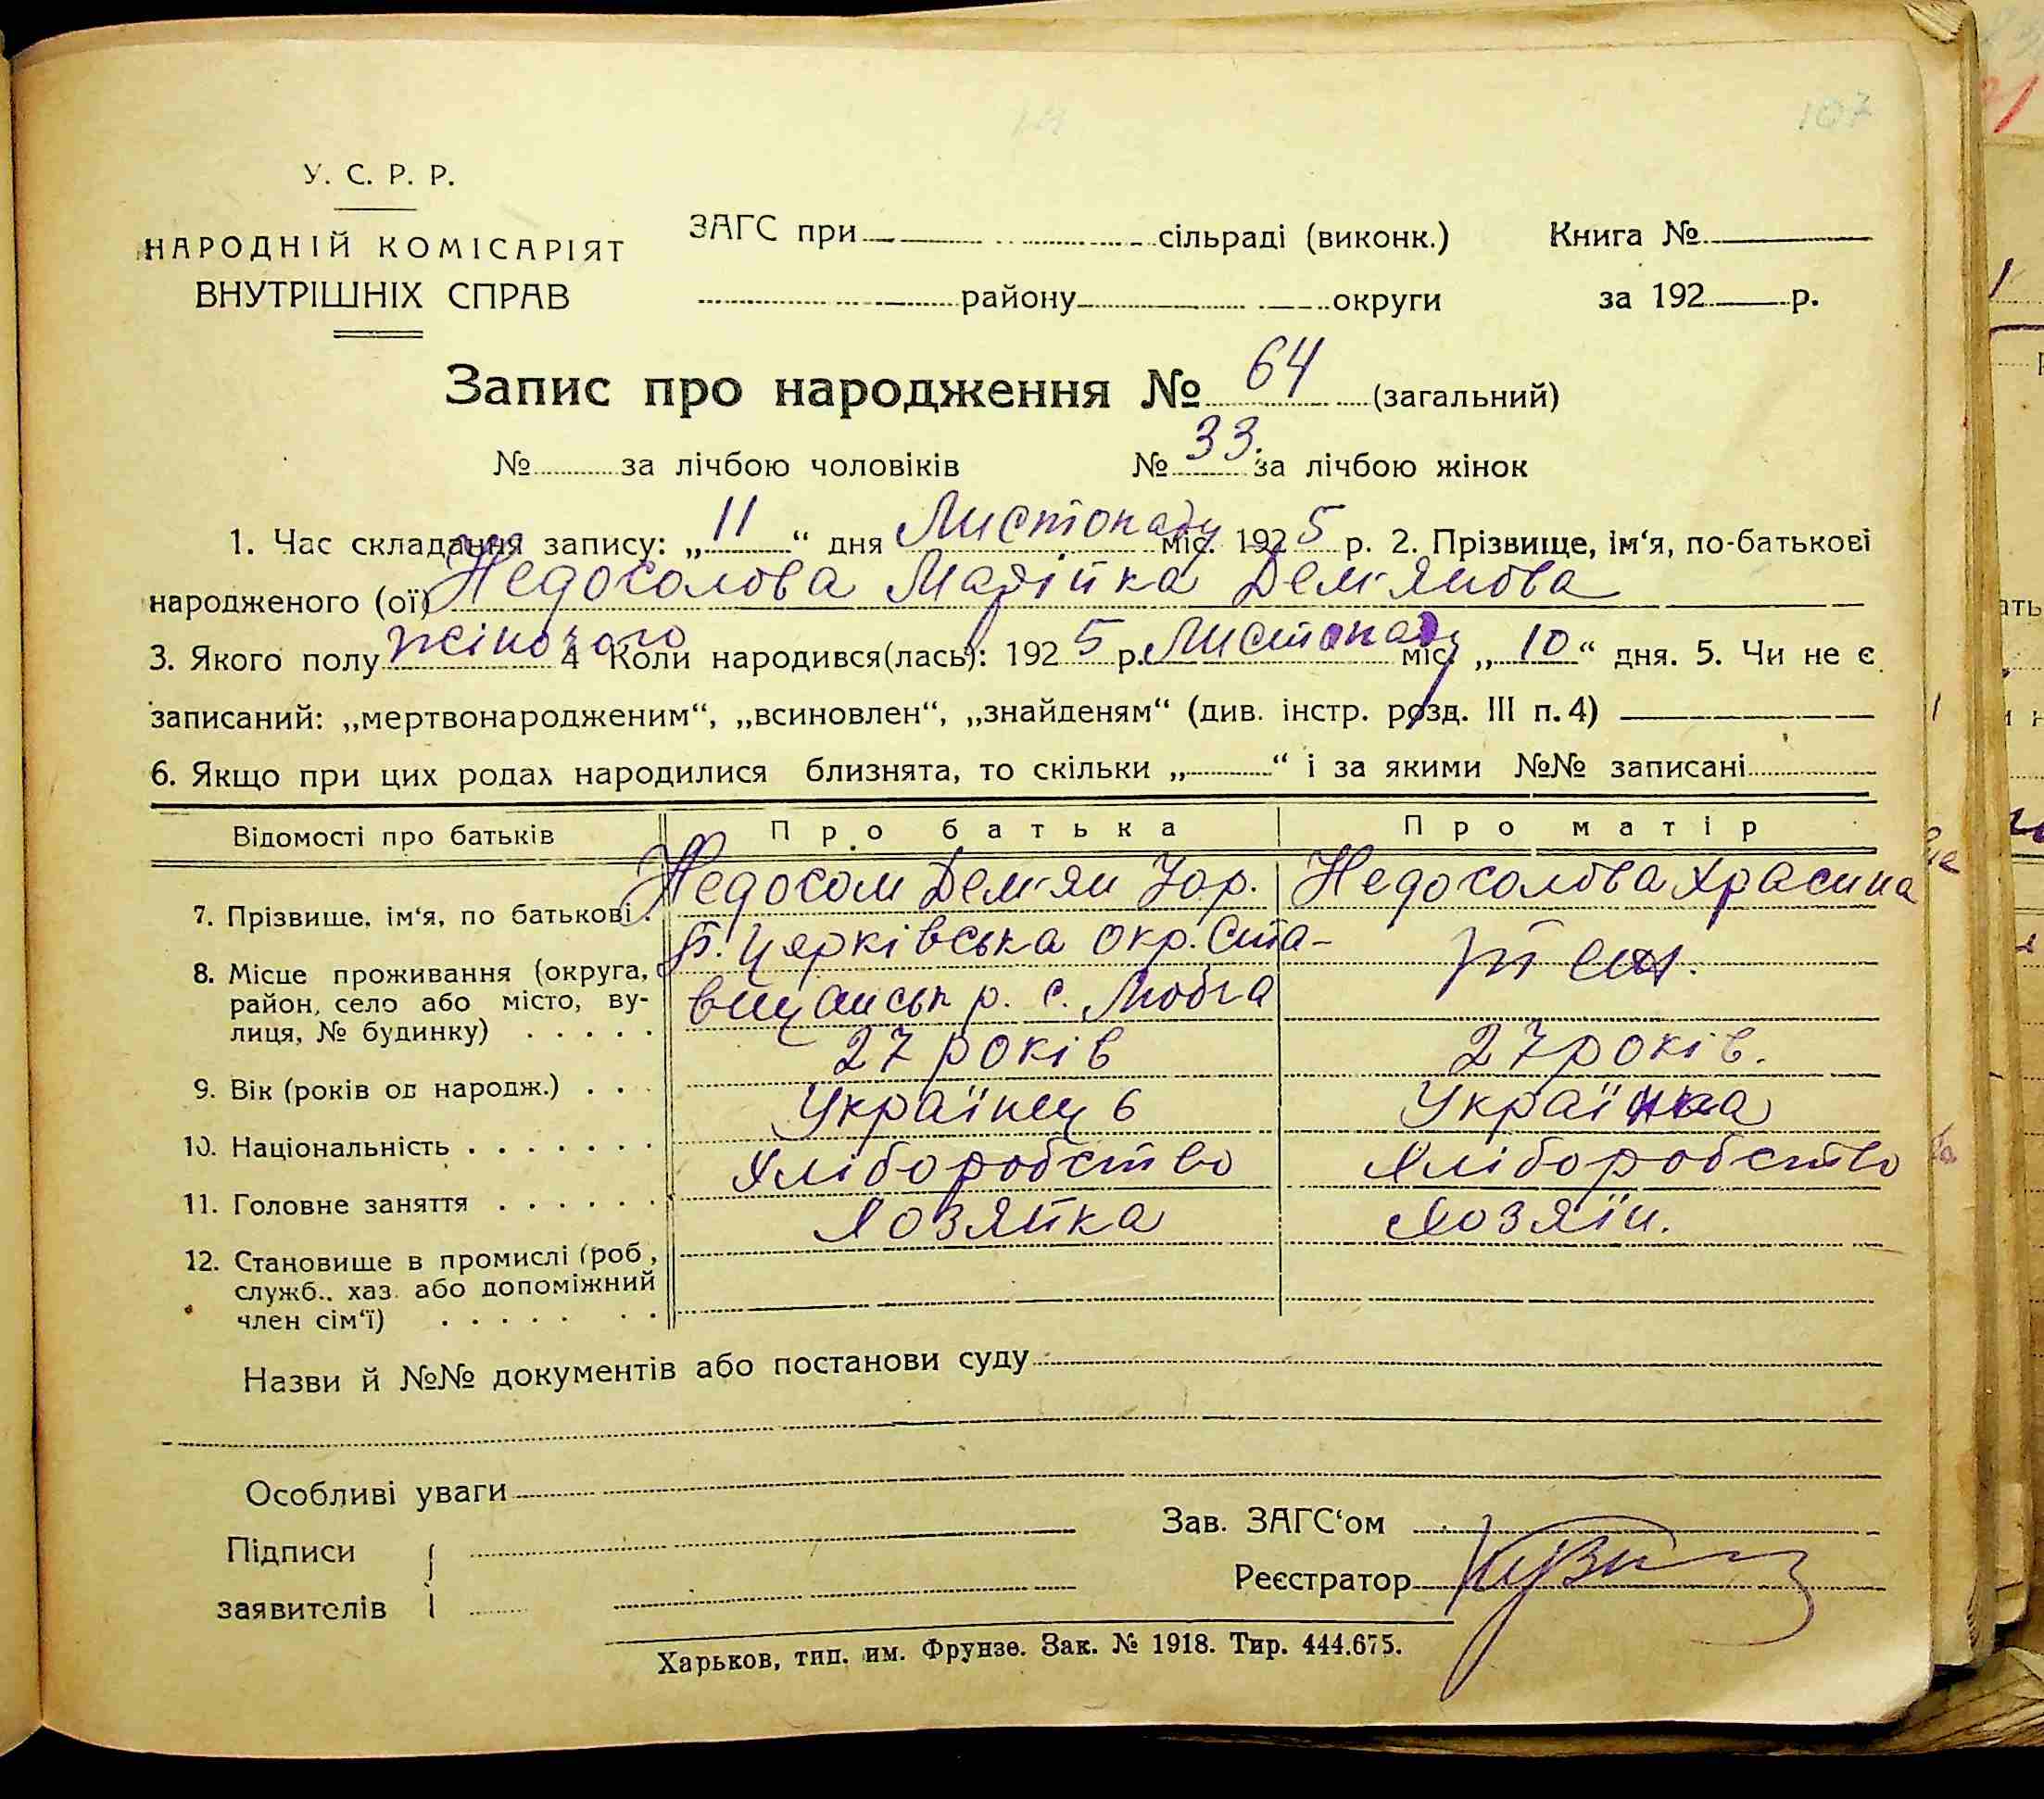 107
У. С. Р. Р.
НАРОДНІЙ КОМІСАРІЯТ
ВНУТРІШНІХ СПРАВ
ЗАГС при сільраді (виконк.)
району округи
Книга №
за 192 р.
Запис про народження № 64 (загальний)
№ за лічбою чоловіків № 33. за лічбою жінок
1. Час складання запису: „11“ дня Листопаду міс. 1925 р. 2. Прізвище, ім‘я, по-батькові
народженого (ої) Недосолова Марійка Дем'янова
3. Якого полу жіночого 4 Коли народився(лась): 1925 р. Листопаду міс. „10“ дня. 5. Чи не є
записаний: „мертвонародженим“, „всиновлен“, „знайденям“ (див. інстр. розд. III п. 4)
6. Якщо при цих родах народилися близнята, то скільки „ “ і за якими №№ записані
Відомості про батьків Про батька Про матір
7. Прізвище, ім‘я, по батькові . Недосол Дем'ян Недосолова
8. Місце проживання (округа, Б. Церківська окр. Ста-
район, село або місто, ву- вищанськ р. с.
лиця, № будинку) . . . . .
9. Вік (років од народж.) . . . 27 років 27 років.
10. Національність . . . . . . . Українець Українка
11. Головне заняття . . . . . . Хліборобство Хліборобство
Хозяйка Хозяїн.
12. Становище в промислі (роб.,
служб., хаз. або допоміжний
член сім‘ї) . . . . . . .
Назви й №№ документів або постанови суду
Особливі уваги
Підписи
заявителів
Зав. ЗАГС‘ом
Реєстратор
Харьков, тип. им. Фрунзе. Зак. № 1918. Тир. 444.675.